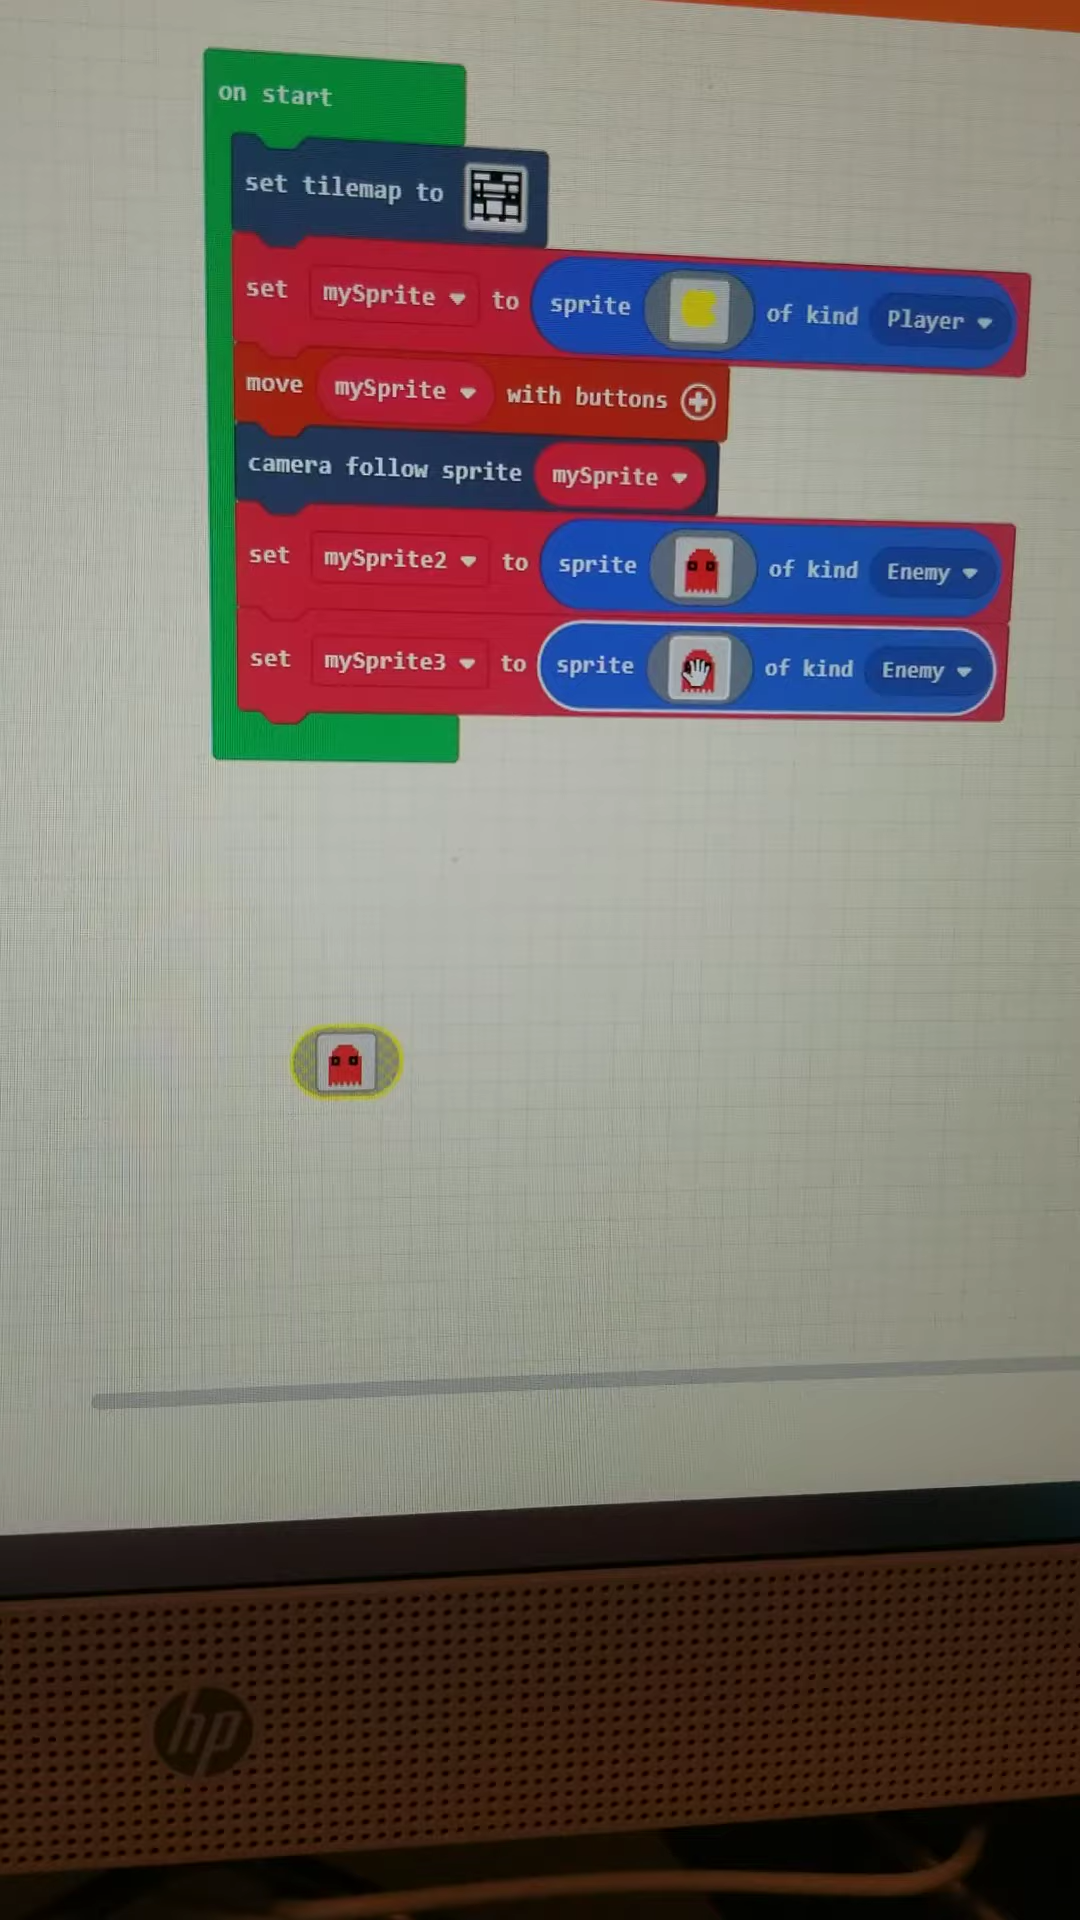 on start
set tilemap to
set mySprite to sprite of kind Player
move mySprite with buttons
camera follow sprite mySprite
set mySprite2 to sprite of kind Enemy
set mySprite3 to sprite of kind Enemy
hp